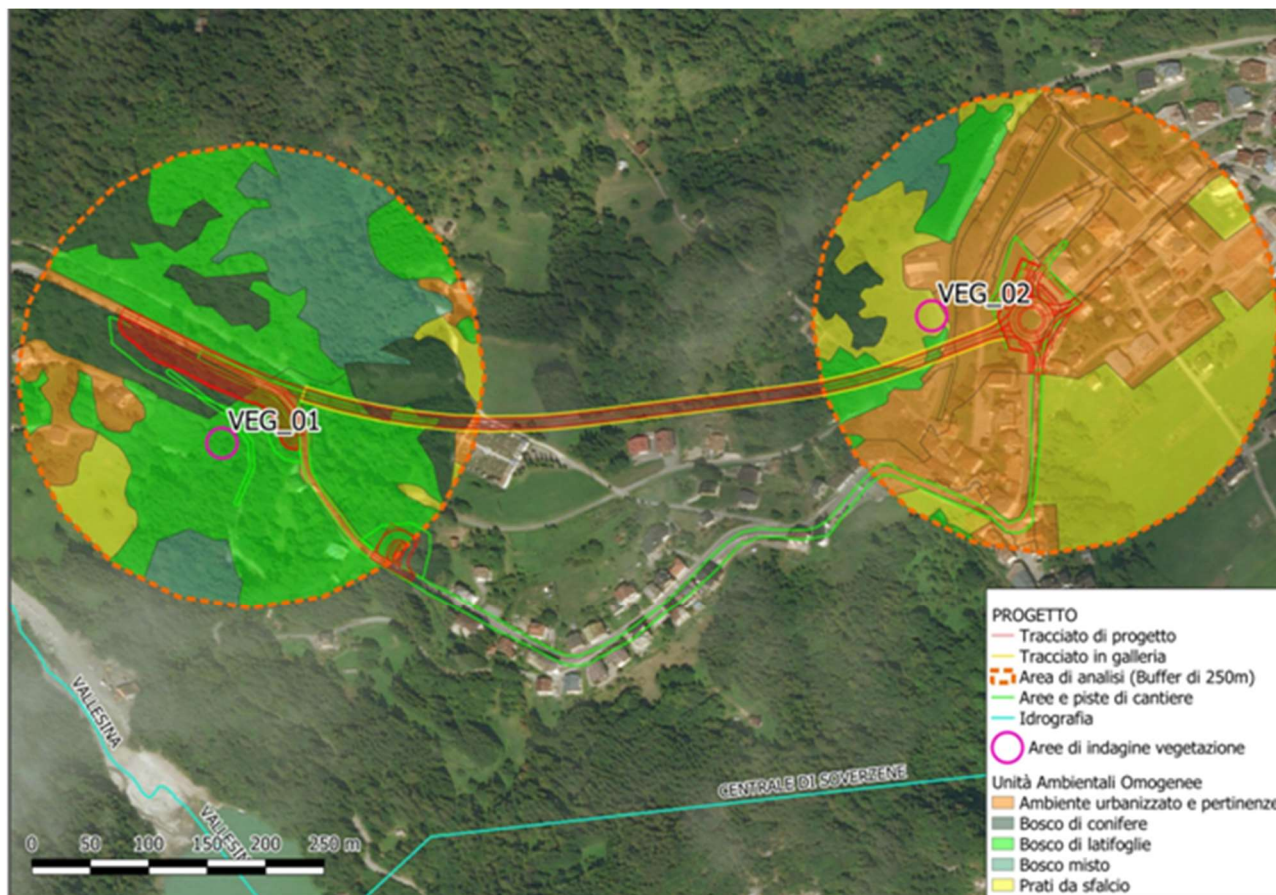 VEG_02
VEG_01
VALLESINA
VALLESIN
CENTRALE DI SOVERZENE
0 50 100 150 200 250 m
PROGETTO
Tracciato di progetto
Tracciato in galleria
Area di analisi (Buffer di 250m)
Aree e piste di cantiere
Idrografia
Aree di indagine vegetazione
Unità Ambientali Omogenee
Ambiente urbanizzato e pertinenze
Bosco di conifere
Bosco di latifoglie
Bosco misto
Prati da sfalcio